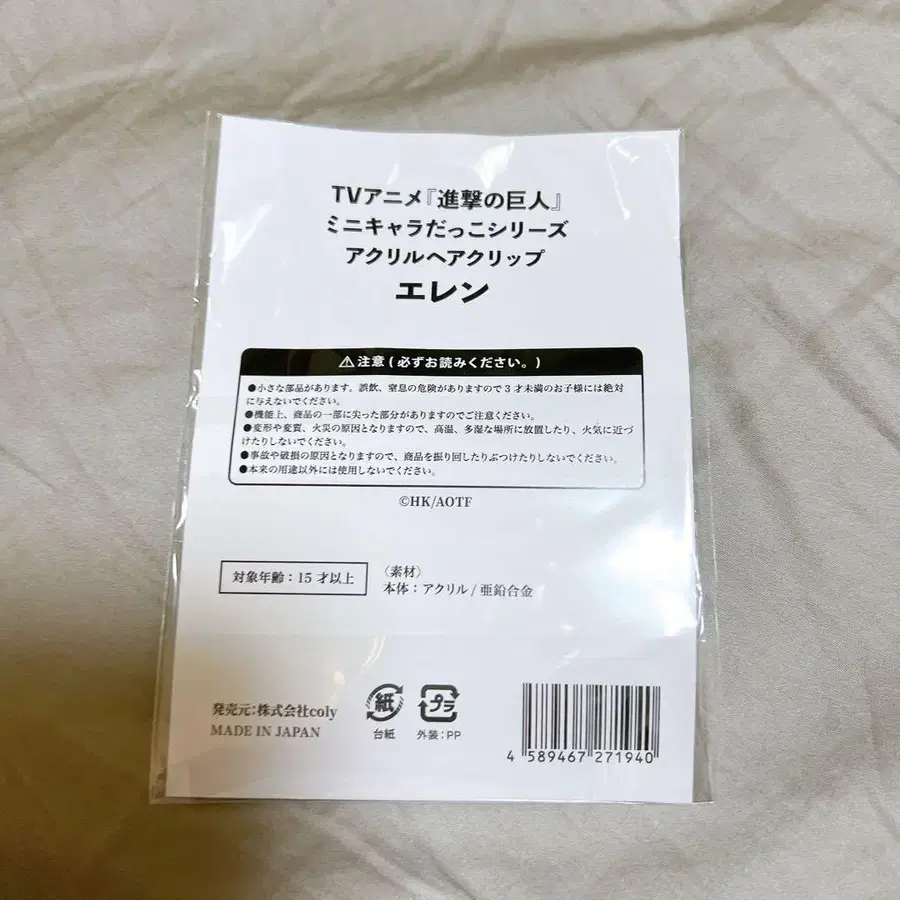 TVアニメ『進撃の巨人』
ミニキャラだっこシリーズ
アクリルヘアクリップ
エレン
⚠注意(必ずお読みください。)
●小さな部品があります。誤飲、窒息の危険がありますので3才未満のお子様には絶対
に与えないでください。
●機能上、商品の一部に尖った部分がありますのでご注意ください。
●変形や変質、火災の原因となりますので、高温、多湿な場所に放置したり、火気に近づ
けたりしないでください。
●事故や破損の原因となりますので、商品を振り回したりぶつけたりしないでください。
●本来の用途以外には使用しないでください。
©HK/AOTF
対象年齢:15才以上
〈素材〉
本体:アクリル/亜鉛合金
発売元:株式会社coly
MADE IN JAPAN
紙
台紙
プラ
外装:PP
4 589467 271940